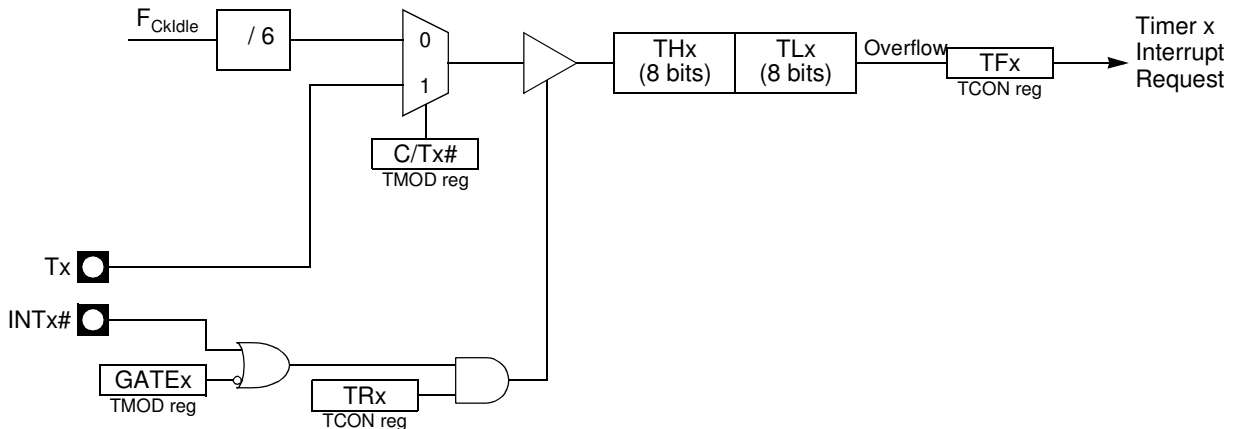 FCkIdle
/ 6
0
1
C/Tx#
TMOD reg
THx
(8 bits)
TLx
(8 bits)
Overflow
TFx
TCON reg
Timer x
Interrupt
Request
Tx
INTx#
GATEx
TMOD reg
TRx
TCON reg